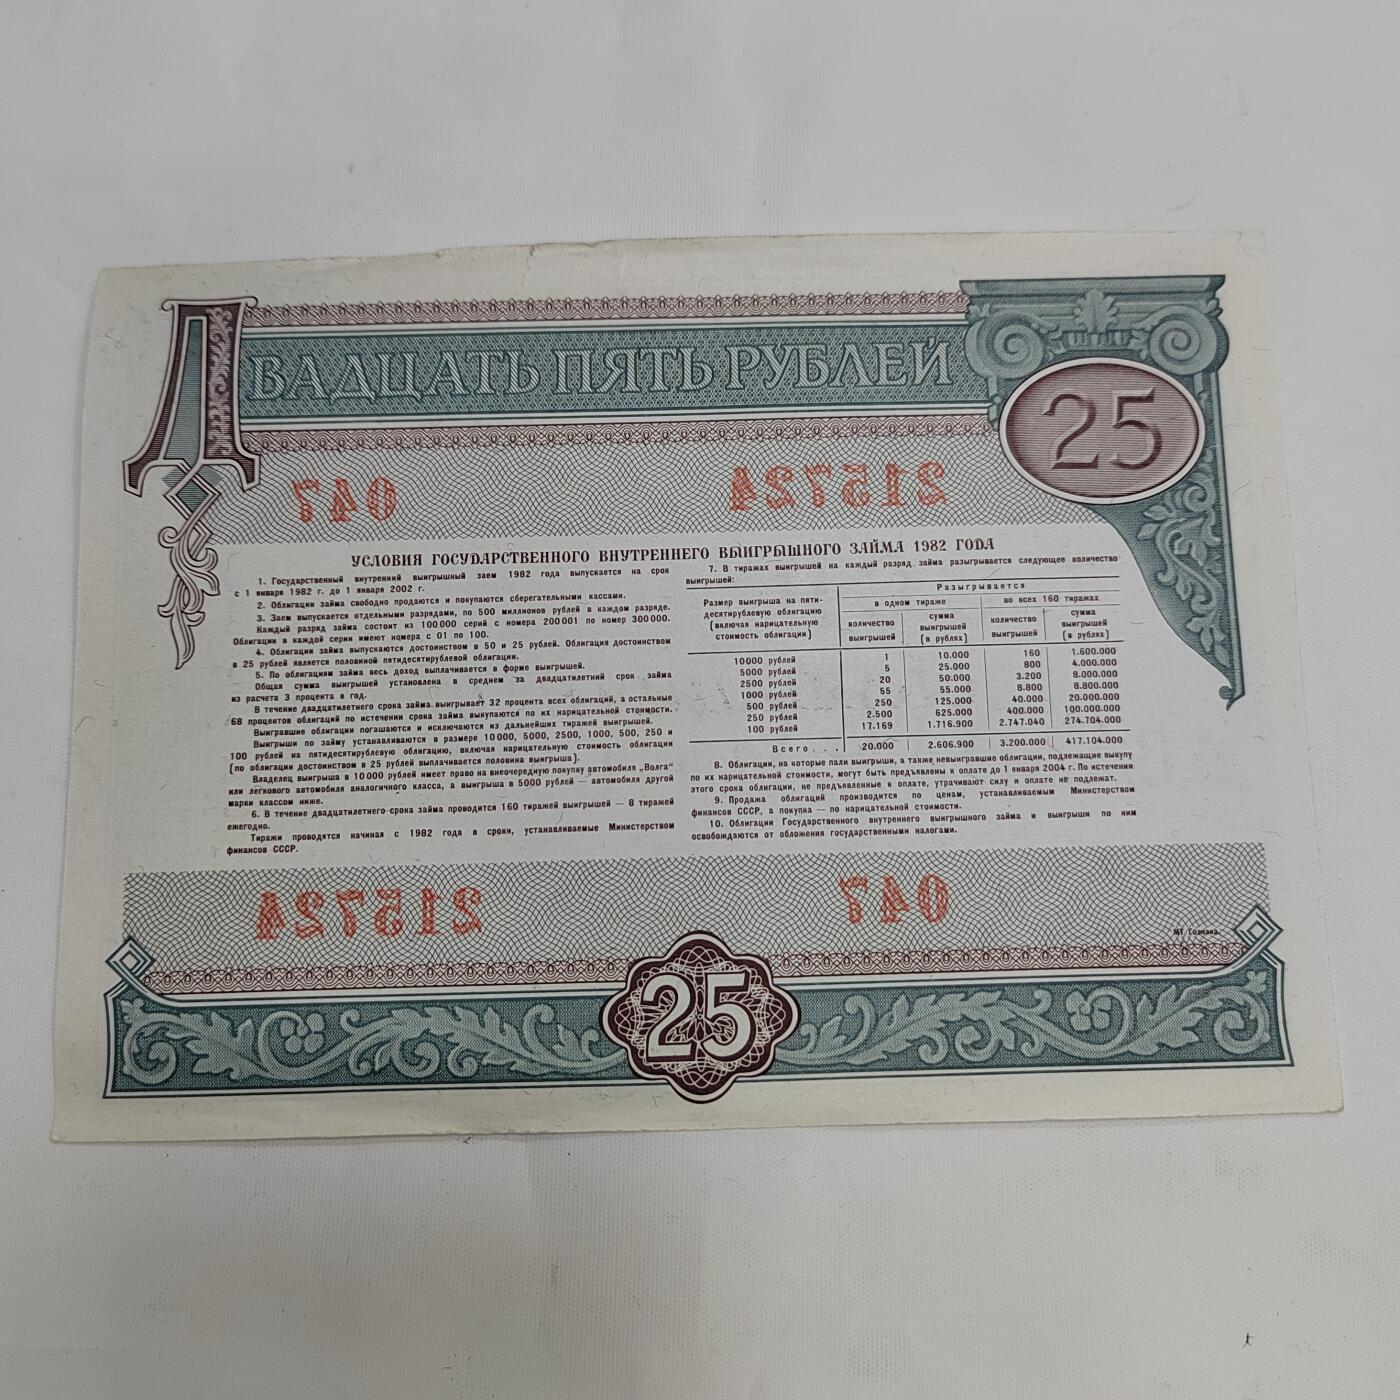 ДВАДЦАТЬ ПЯТЬ РУБЛЕЙ
25
047 215724
УСЛОВИЯ ГОСУДАРСТВЕННОГО ВНУТРЕННЕГО ВЫИГРЫШНОГО ЗАЙМА 1982 ГОДА
1. Государственный внутренний выигрышный заем 1982 года выпускается на срок
с 1 января 1982 г. до 1 января 2002 г.
2. Облигации займа свободно продаются и покупаются сберегательными кассами.
3. Заем выпускается отдельными разрядами, по 500 миллионов рублей в каждом разряде.
Каждый разряд займа состоит из 100 000 серий с номера 200 001 по номер 300 000.
Облигации в каждой серии имеют номера с 01 по 100.
4. Облигации займа выпускаются достоинством в 50 и 25 рублей. Облигация достоинством
в 25 рублей является половиной пятидесятирублевой облигации.
5. По облигациям займа весь доход выплачивается в форме выигрышей.
Общая сумма выигрышей установлена в среднем за двадцатилетний срок займа
из расчета 3 процента в год.
В течение двадцатилетнего срока займа выигрывает 32 процента всех облигаций, а остальные
68 процентов облигаций по истечении срока займа выкупаются по их нарицательной стоимости.
Выигравшие облигации погашаются и исключаются из дальнейших тиражей выигрышей.
Выигрыши по займу устанавливаются в размере 10 000, 5000, 2500, 1000, 500, 250 и
100 рублей на пятидесятирублевую облигацию, включая нарицательную стоимость облигации
(по облигации достоинством в 25 рублей выплачивается половина выигрыша).
Владелец выигрыша в 10 000 рублей имеет право на внеочередную покупку автомобиля „Волга“
или легкового автомобиля аналогичного класса, а выигрыша в 5000 рублей — автомобиля другой
марки классом ниже.
6. В течение двадцатилетнего срока займа проводится 160 тиражей выигрышей — 8 тиражей
ежегодно.
Тиражи проводятся начиная с 1982 года в сроки, устанавливаемые Министерством
финансов СССР.
7. В тиражах выигрышей на каждый разряд займа разыгрывается следующее количество
выигрышей:
Размер выигрыша на пяти-
десятирублевую облигацию
(включая нарицательную
стоимость облигации)
Разыгрывается
в одном тираже во всех 160 тиражах
количество выигрышей сумма выигрышей (в рублях) количество выигрышей сумма выигрышей (в рублях)
10000 рублей 1 10.000 160 1.600.000
5000 рублей 5 25.000 800 4.000.000
2500 рублей 20 50.000 3.200 8.000.000
1000 рублей 55 55.000 8.800 8.800.000
500 рублей 250 125.000 40.000 20.000.000
250 рублей 2.500 625.000 400.000 100.000.000
100 рублей 17.169 1.716.900 2.747.040 274.704.000
Всего . . . 20.000 2.606.900 3.200.000 417.104.000
8. Облигации, на которые пали выигрыши, а также невыигравшие облигации, подлежащие выкупу
по их нарицательной стоимости, могут быть предъявлены к оплате до 1 января 2004 г. По истечении
этого срока облигации, не предъявленные к оплате, утрачивают силу и оплате не подлежат.
9. Продажа облигаций производится по ценам, устанавливаемым Министерством
финансов СССР, а покупка — по нарицательной стоимости.
10. Облигации Государственного внутреннего выигрышного займа и выигрыши по ним
освобождаются от обложения государственными налогами.
215724 047
МТ Гознака.
25